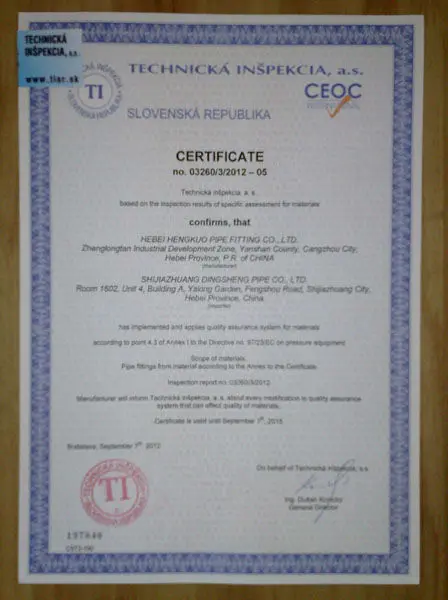 TECHNICKÁ
INŠPEKCIA, a.s.
www.tisr.sk
TECHNICKÁ INŠPEKCIA, a.s.
TI
CEOC
INTERNATIONAL
SLOVENSKÁ REPUBLIKA
CERTIFICATE
no. 03260/3/2012 – 05
Technická inšpekcia, a. s.
based on the inspection results of specific assessment for materials
confirms, that
HEBEI HENGKUO PIPE FITTING CO., LTD.
Zhenglongtan Industrial Development Zone, Yanshan County, Cangzhou City,
Hebei Province, P.R. of CHINA
(manufacturer)
SHIJIAZHUANG DINGSHENG PIPE CO., LTD.
Room 1602, Unit 4, Building A, Yalong Garden, Fengshou Road, Shijiazhuang City,
Hebei Province, China
(importer)
has implemented and applies quality assurance system for materials
according to point 4.3 of Annex I to the Directive no. 97/23/EC on pressure equipment
Scope of materials:
Pipe fittings from material according to the Annex to the Certificate.
Inspection report no.: 03260/3/2012
Manufacturer will inform Technická inšpekcia, a. s. about every modification in quality assurance
system that can affect quality of materials.
Certificate is valid until September 7th, 2015
Bratislava, September 7th 2012
On behalf of Technická inšpekcia, a.s.
TI
Ing. Dušan
General Director